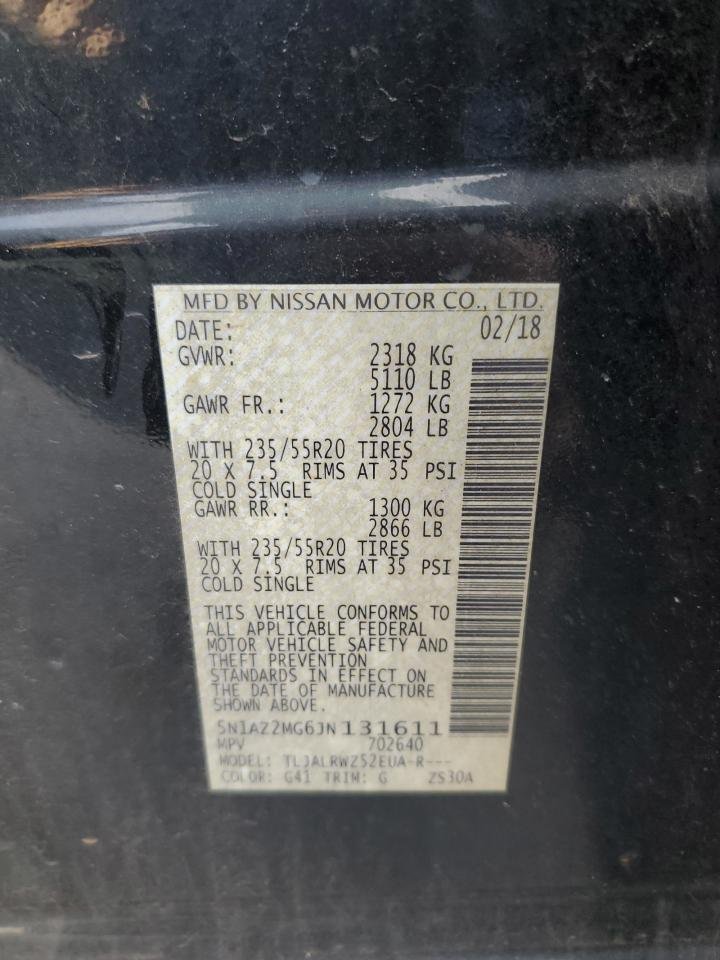 MFD BY NISSAN MOTOR CO., LTD.
DATE: 02/18
GVWR: 2318 KG
5110 LB
GAWR FR.: 1272 KG
2804 LB
WITH 235/55R20 TIRES
20 X 7.5 RIMS AT 35 PSI
COLD SINGLE
GAWR RR.: 1300 KG
2866 LB
WITH 235/55R20 TIRES
20 X 7.5 RIMS AT 35 PSI
COLD SINGLE
THIS VEHICLE CONFORMS TO
ALL APPLICABLE FEDERAL
MOTOR VEHICLE SAFETY AND
THEFT PREVENTION
STANDARDS IN EFFECT ON
THE DATE OF MANUFACTURE
SHOWN ABOVE.
5N1AZ2MG6JN131611
MPV 702640
MODEL: TLJALRWZ52EUA-R---
COLOR: G41 TRIM: G ZS30A